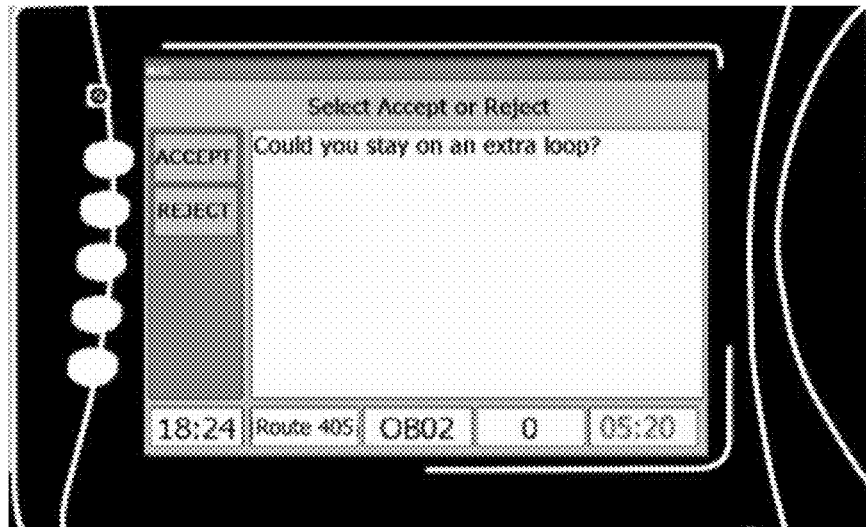 Select Accept or Reject
ACCEPT
Could you stay on an extra loop?
REJECT
18:24
Route 405
OB02
0
05:20